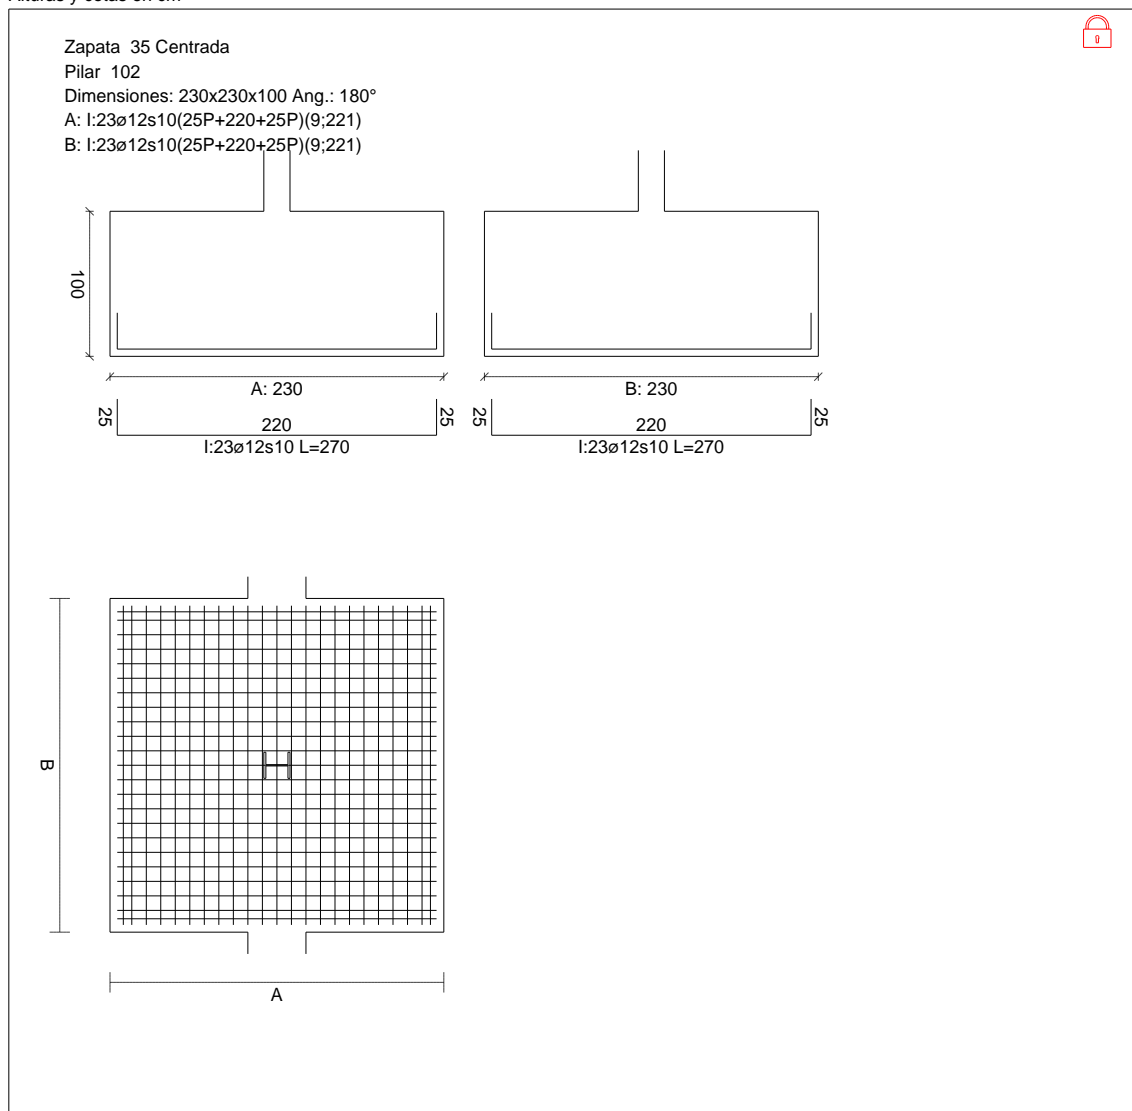 Zapata 35 Centrada
Pilar 102
Dimensiones: 230x230x100 Ang.: 180°
A: I:23ø12s10(25P+220+25P)(9;221)
B: I:23ø12s10(25P+220+25P)(9;221)
100
A: 230
B: 230
25
220
25
25
220
25
I:23ø12s10 L=270
I:23ø12s10 L=270
B
A